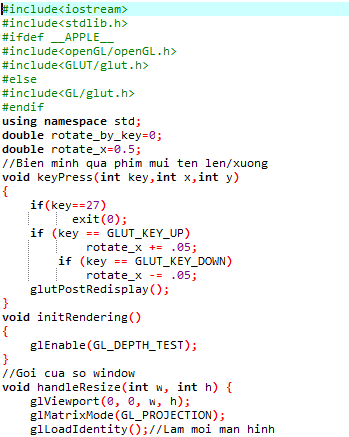 #include<iostream>
#include<stdlib.h>
#ifdef __APPLE__
#include<openGL/openGL.h>
#include<GLUT/glut.h>
#else
#include<GL/glut.h>
#endif
using namespace std;
double rotate_by_key=0;
double rotate_x=0.5;
//Bien minh qua phim mui ten len/xuong
void keyPress(int key,int x,int y)
{
    if(key==27)
          exit(0);
    if (key == GLUT_KEY_UP)
            rotate_x += .05;
        if (key == GLUT_KEY_DOWN)
            rotate_x -= .05;
    glutPostRedisplay();
}
void initRendering()
{
    glEnable(GL_DEPTH_TEST);
}
//Goi cua so window
void handleResize(int w, int h) {
    glViewport(0, 0, w, h);
    glMatrixMode(GL_PROJECTION);
    glLoadIdentity();//Lam moi man hinh